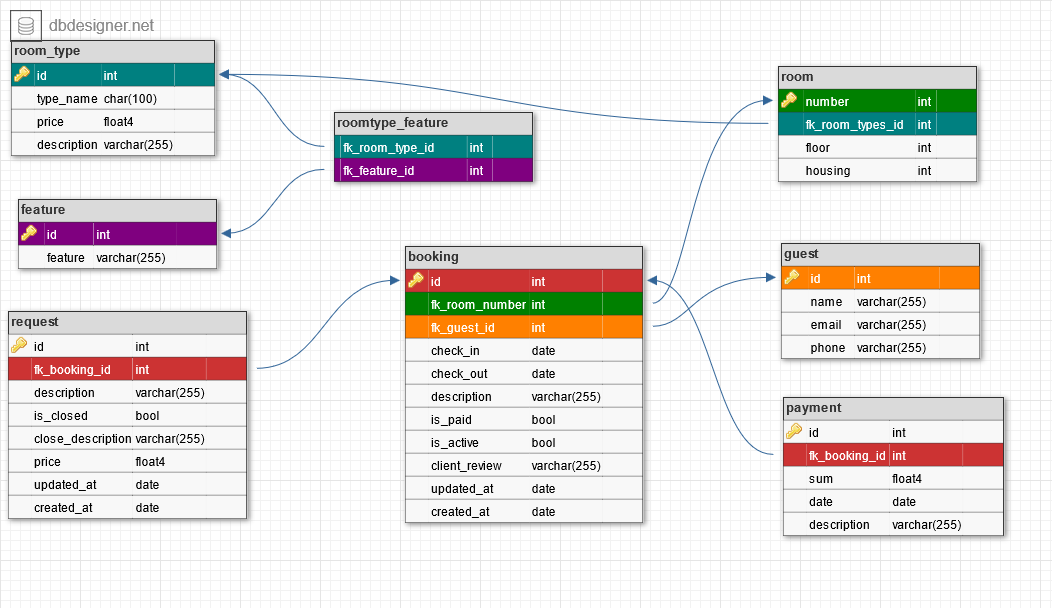 dbdesigner.net
room_type
id int
type_name char(100)
price float4
description varchar(255)
roomtype_feature
fk_room_type_id int
fk_feature_id int
room
number int
fk_room_types_id int
floor int
housing int
feature
id int
feature varchar(255)
booking
id int
fk_room_number int
fk_guest_id int
check_in date
check_out date
description varchar(255)
is_paid bool
is_active bool
client_review varchar(255)
updated_at date
created_at date
guest
id int
name varchar(255)
email varchar(255)
phone varchar(255)
request
id int
fk_booking_id int
description varchar(255)
is_closed bool
close_description varchar(255)
price float4
updated_at date
created_at date
payment
id int
fk_booking_id int
sum float4
date date
description varchar(255)